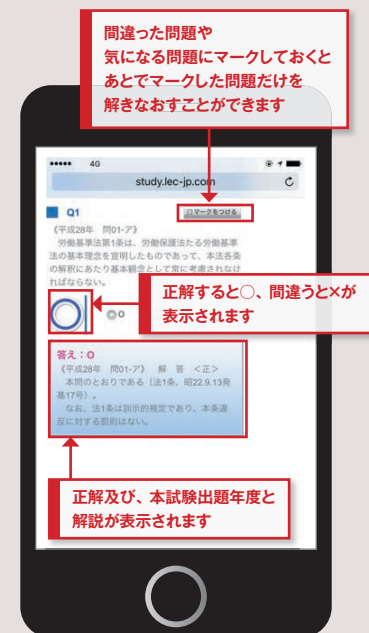 間違った問題や
気になる問題にマークしておくと
あとでマークした問題だけを
解きなおすことができます
4G
study.lec-jp.com
Q1
□マークをつける
《平成28年 問01-ア》
労働基準法第1条は、労働保護法たる労働基準
法の基本理念を宣明したものであって、本法各条
の解釈にあたり基本観念として常に考慮されなけ
ればならない。
○
正解すると○、間違うと×が
表示されます
答え：○
《平成28年 問01-ア》 解 答 <正>
本問のとおりである（法1条、昭22.9.13発
基17号）。
なお、法1条は訓示的規定であり、本条違
反に対する罰則はない。
正解及び、本試験出題年度と
解説が表示されます